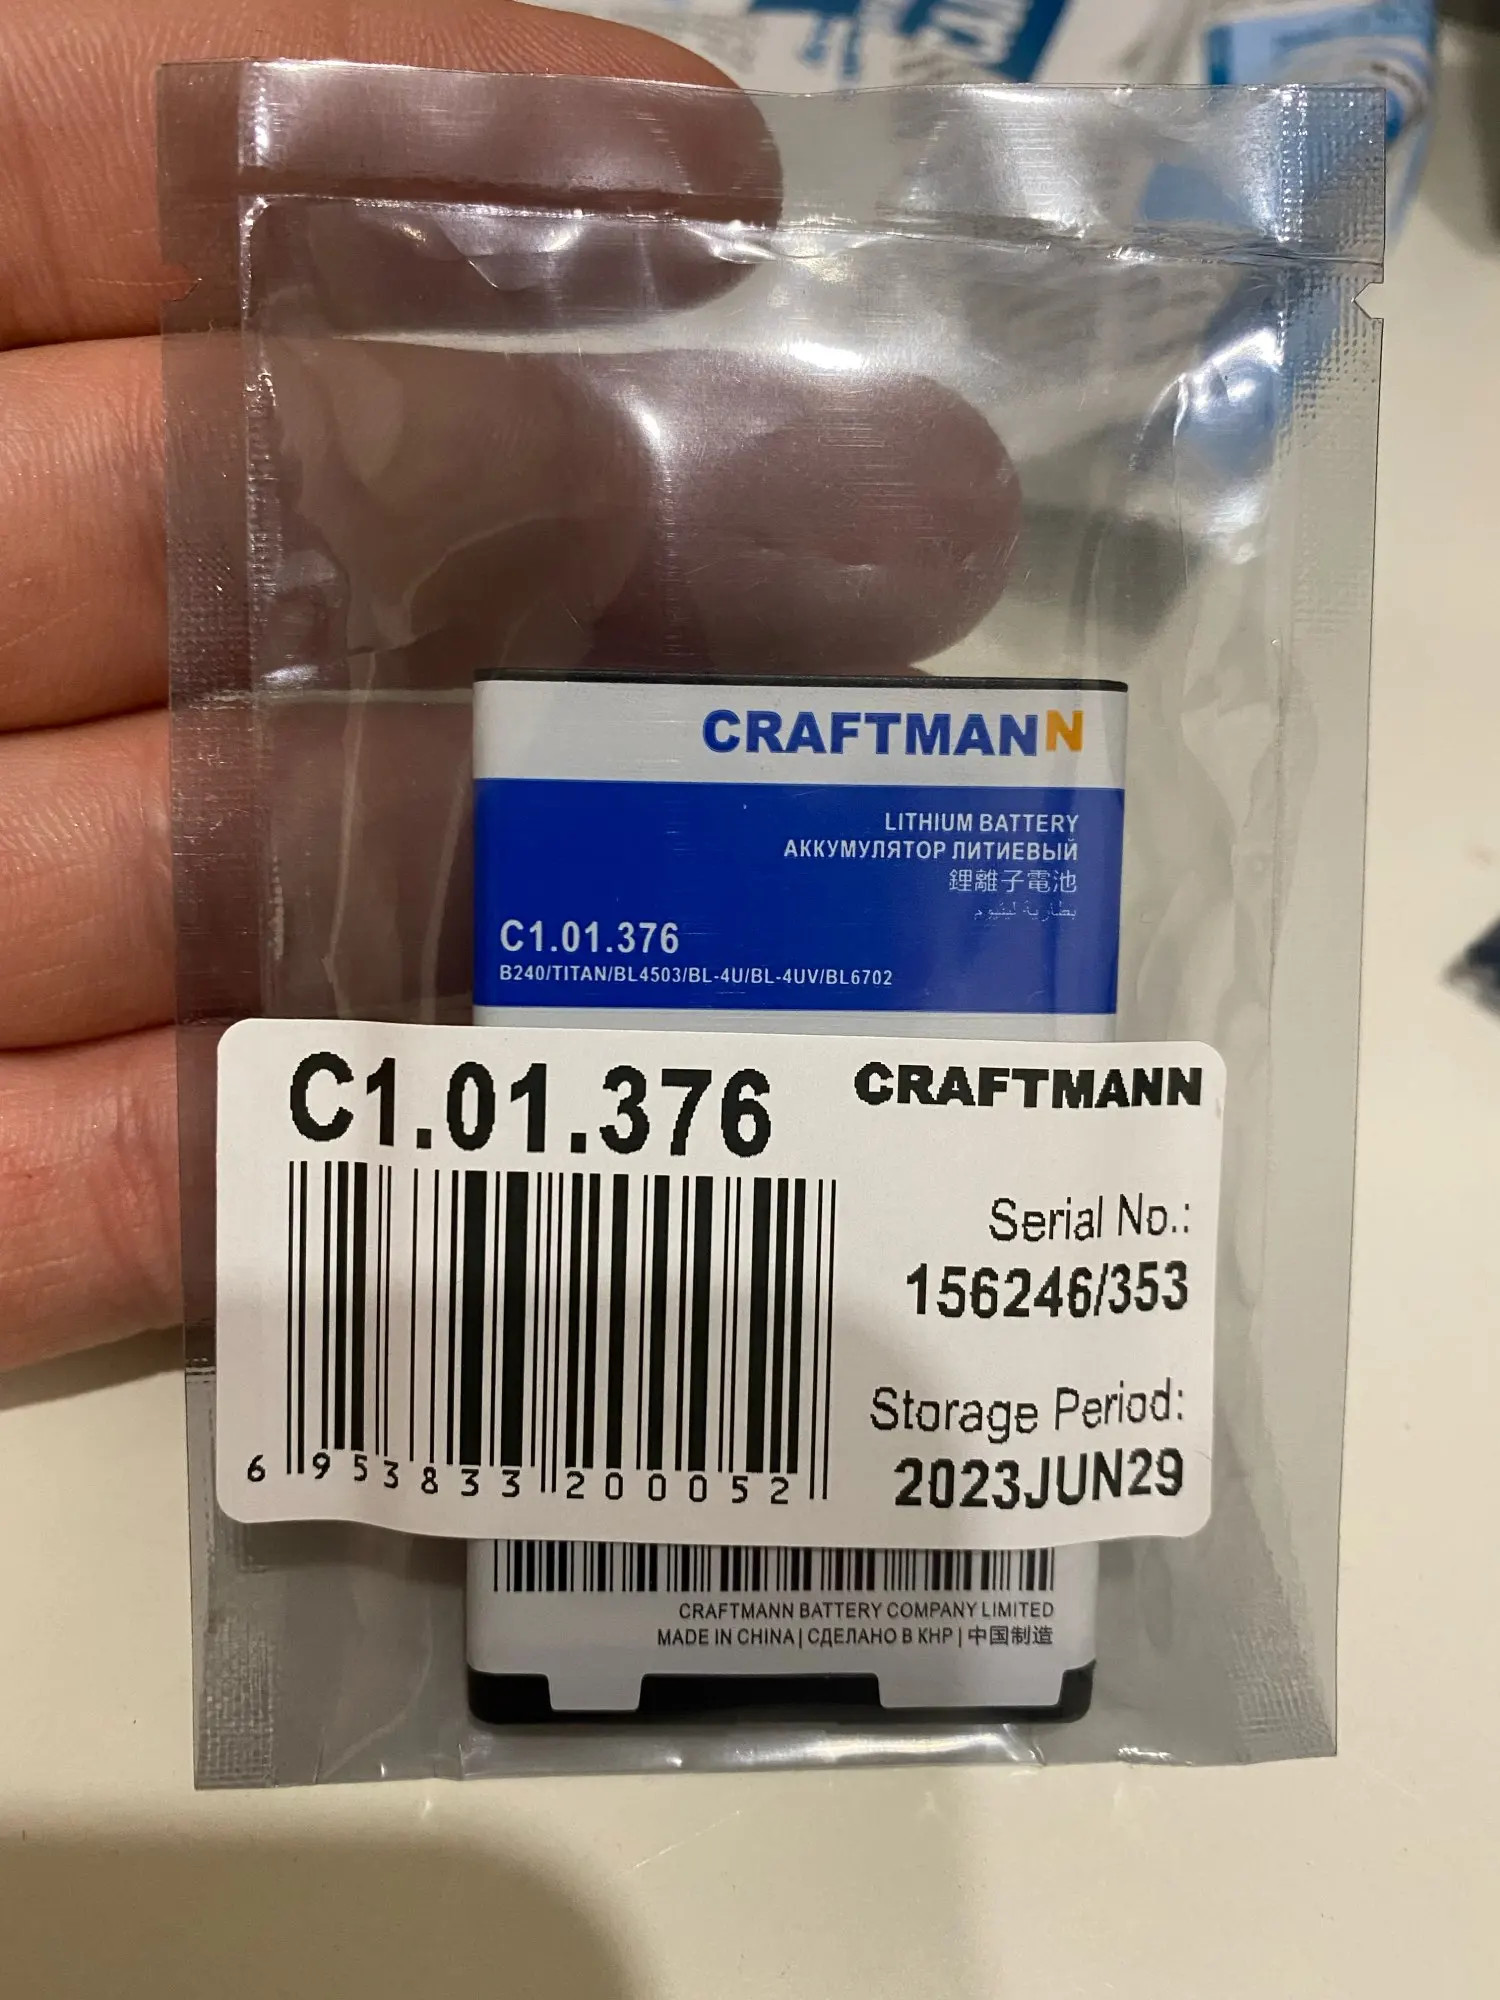 CRAFTMANN
LITHIUM BATTERY
АККУМУЛЯТОР ЛИТИЕВЫЙ
鋰離子電池
بطارية ليثيوم
C1.01.376
B240/TITAN/BL4503/BL-4U/BL-4UV/BL6702
C1.01.376
CRAFTMANN
Serial No.:
156246/353
Storage Period:
2023JUN29
6 953833 200052
CRAFTMANN BATTERY COMPANY LIMITED
MADE IN CHINA | СДЕЛАНО В КНР | 中国制造